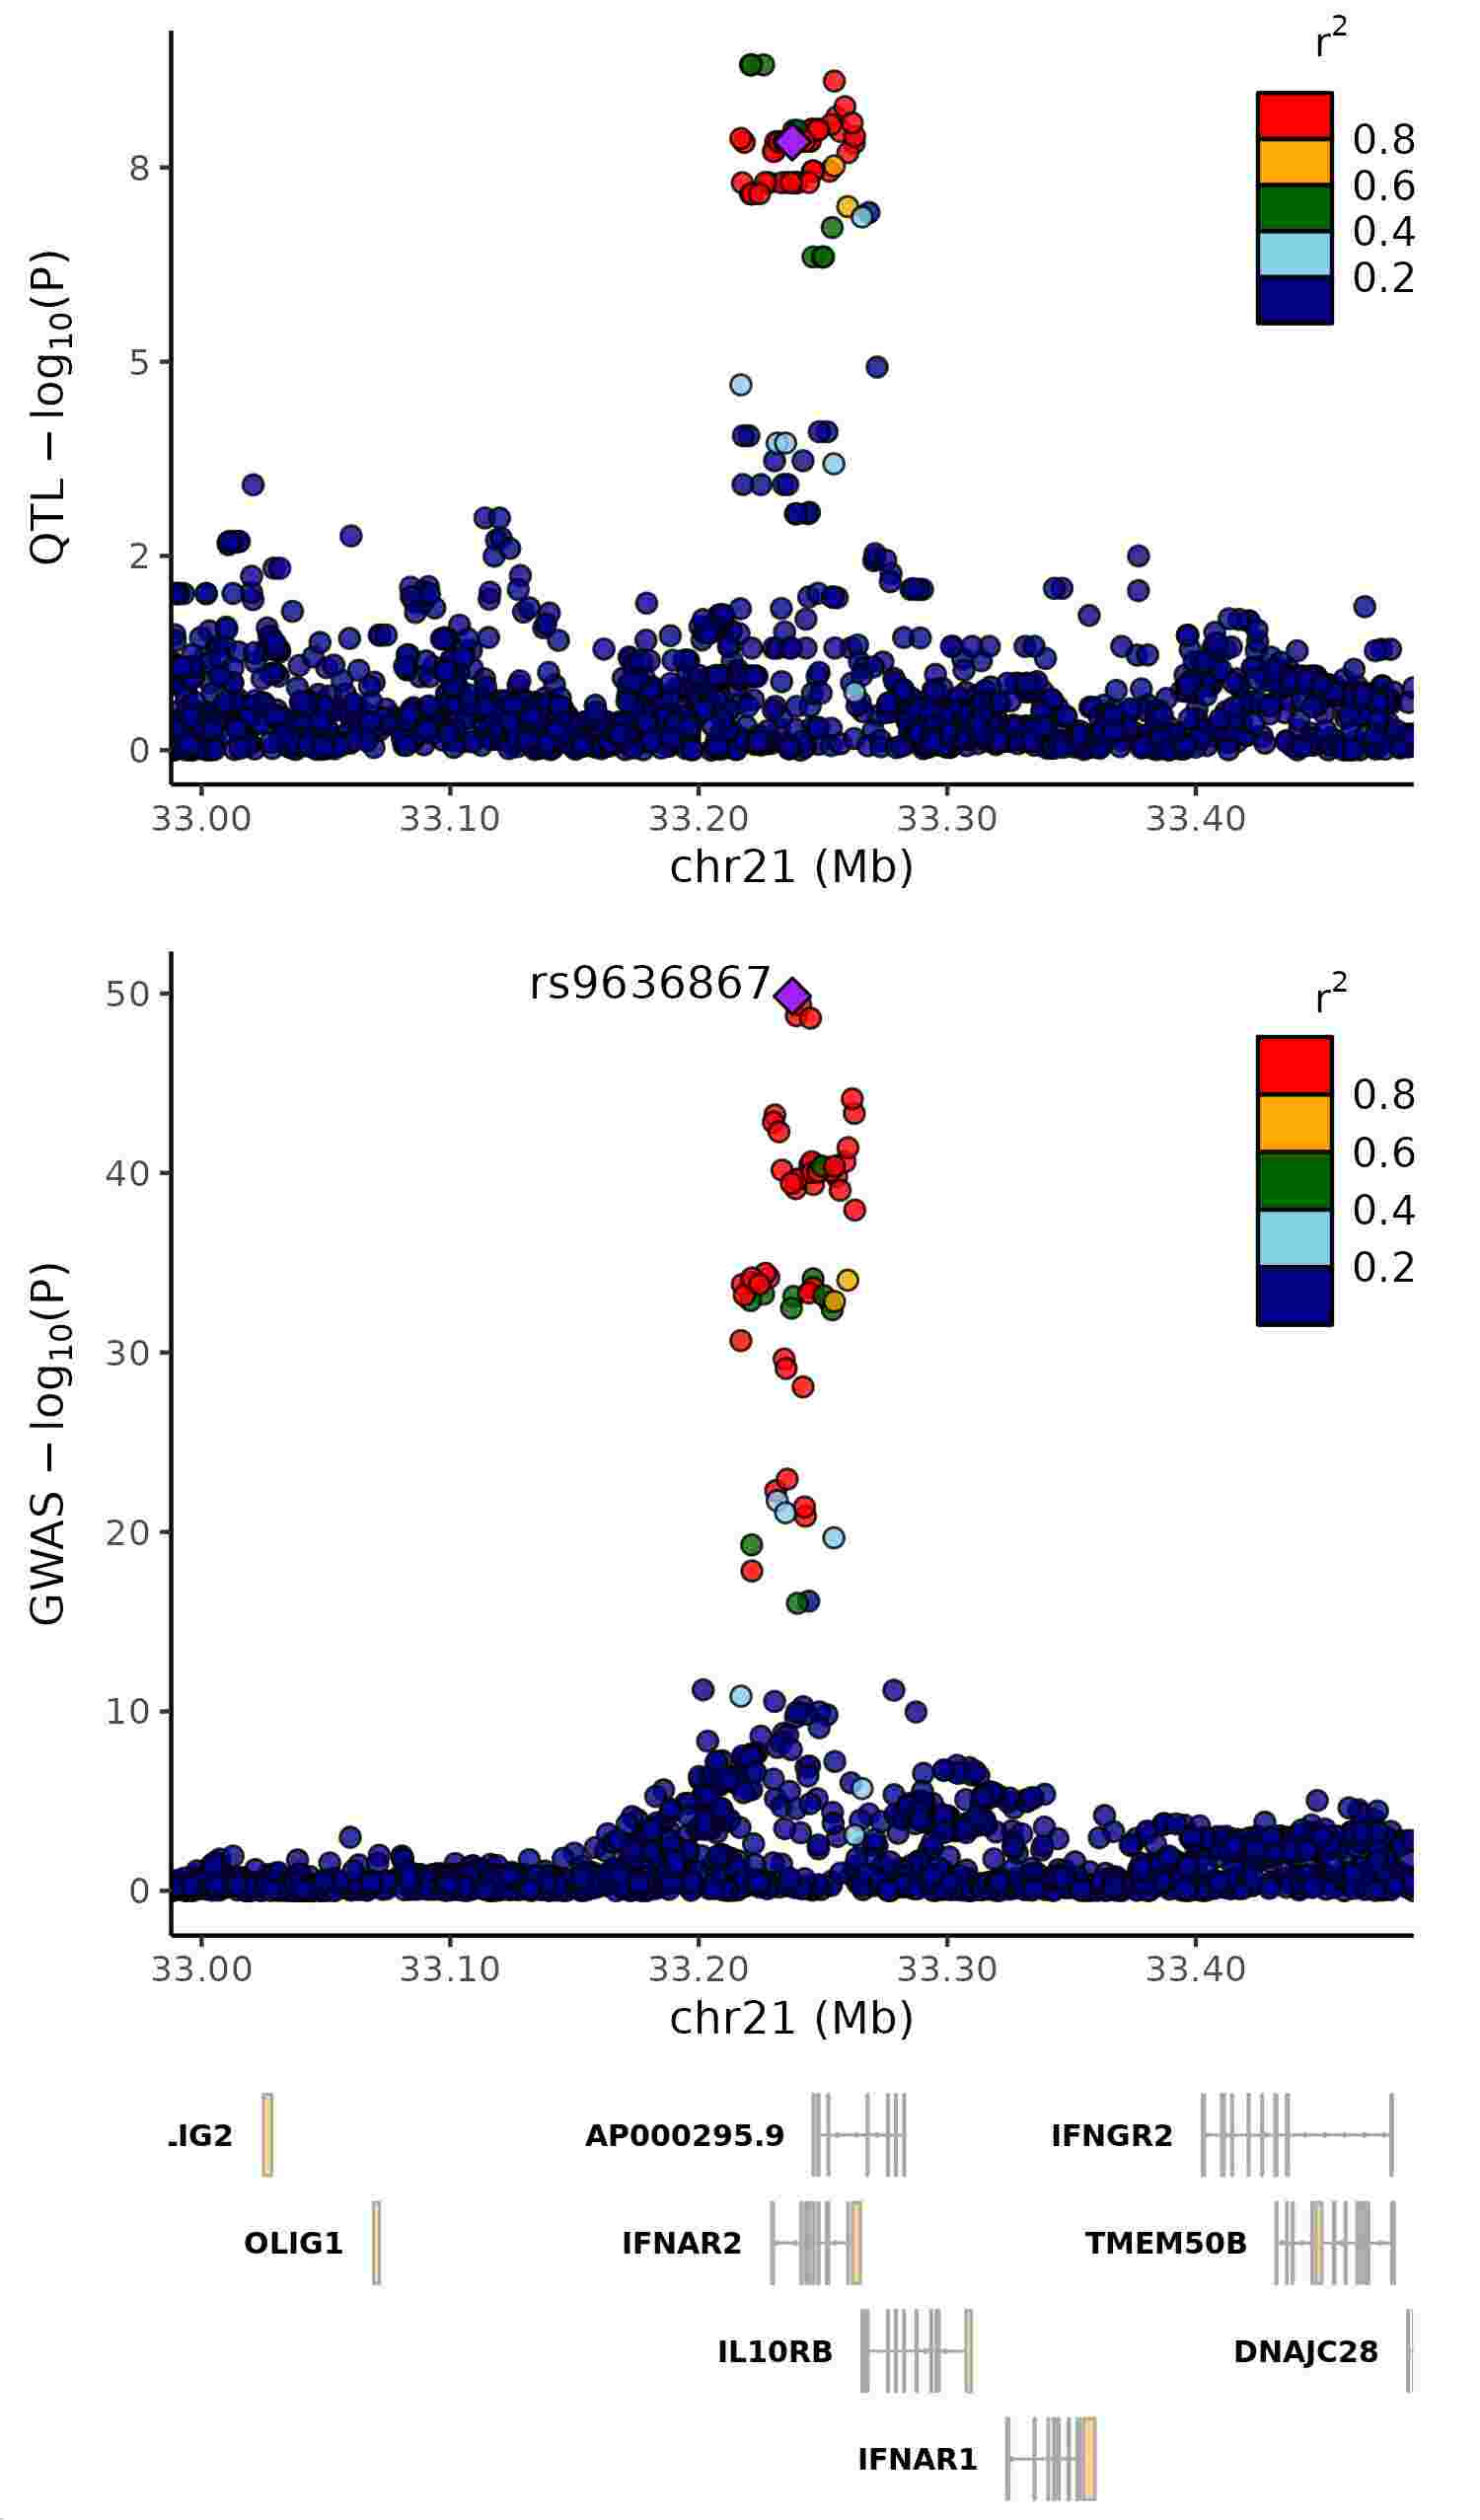 r2
0.8
0.6
0.4
0.2
8
5
2
0
QTL −log10(P)
33.00 33.10 33.20 33.30 33.40
chr21 (Mb)
rs9636867
r2
0.8
0.6
0.4
0.2
50
40
30
20
10
0
GWAS −log10(P)
33.00 33.10 33.20 33.30 33.40
chr21 (Mb)
IG2 AP000295.9 IFNGR2
OLIG1 IFNAR2 TMEM50B
IL10RB DNAJC28
IFNAR1